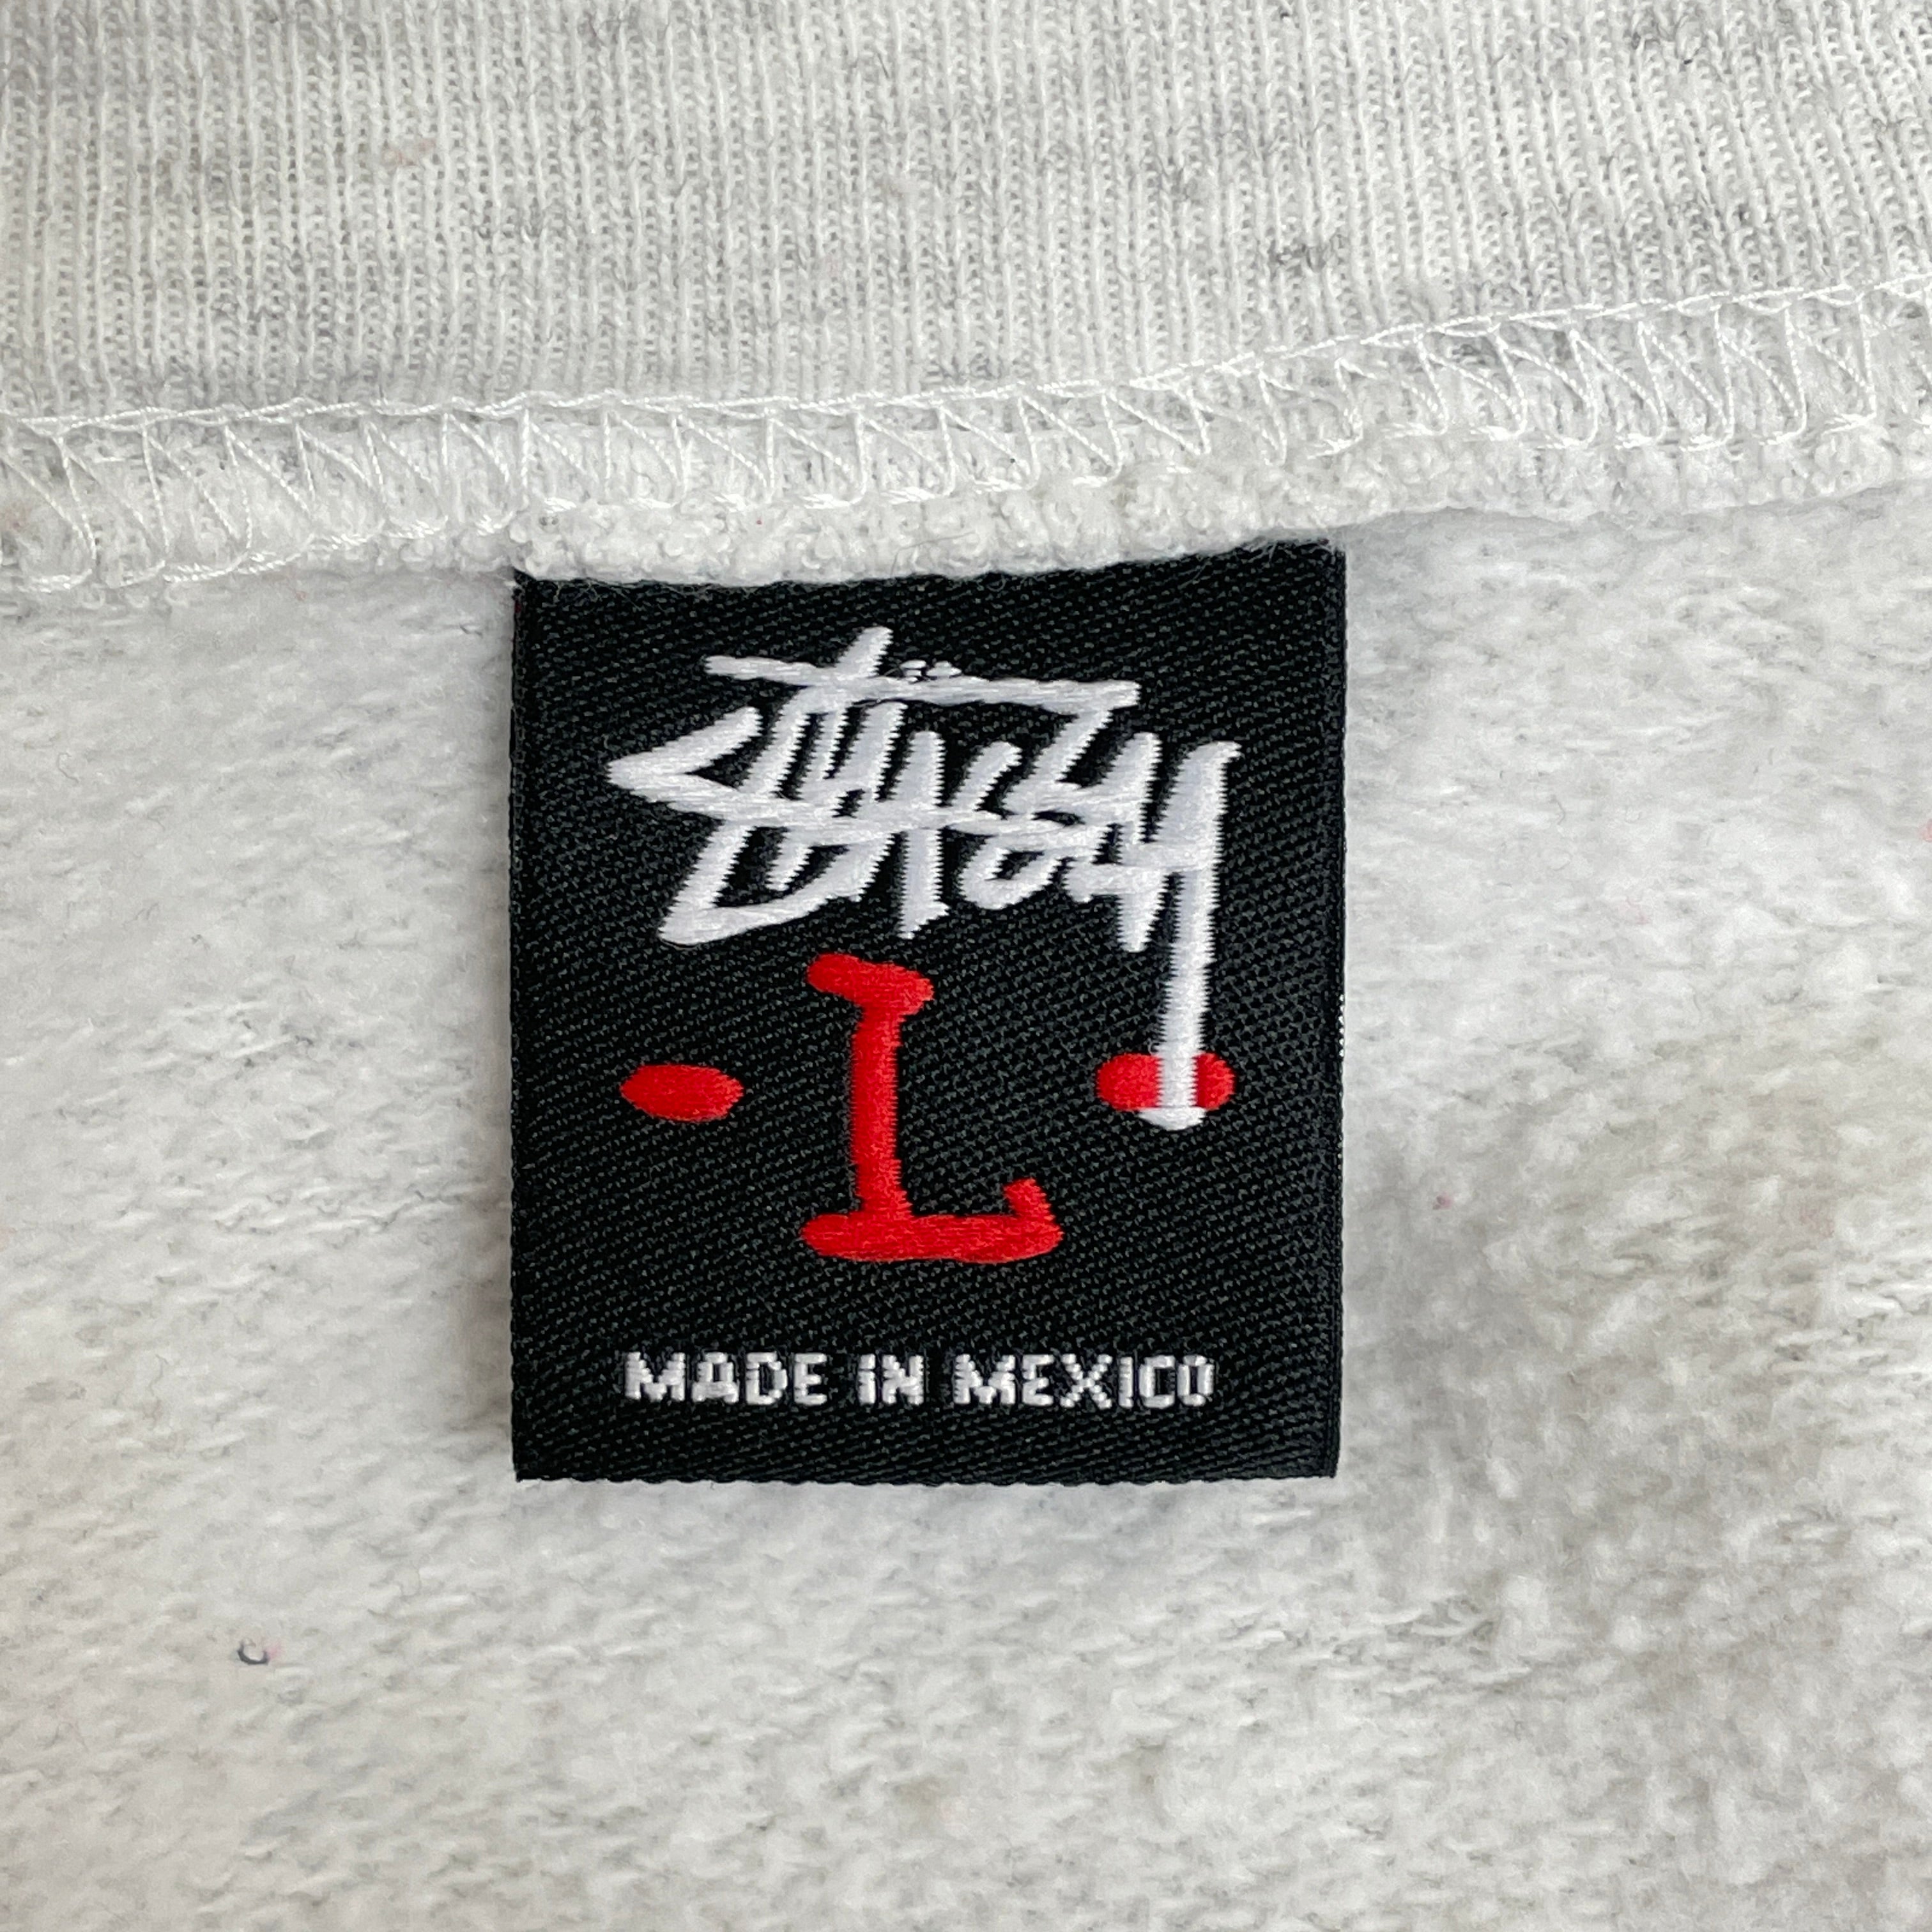 Stüssy
- L -
MADE IN MEXICO